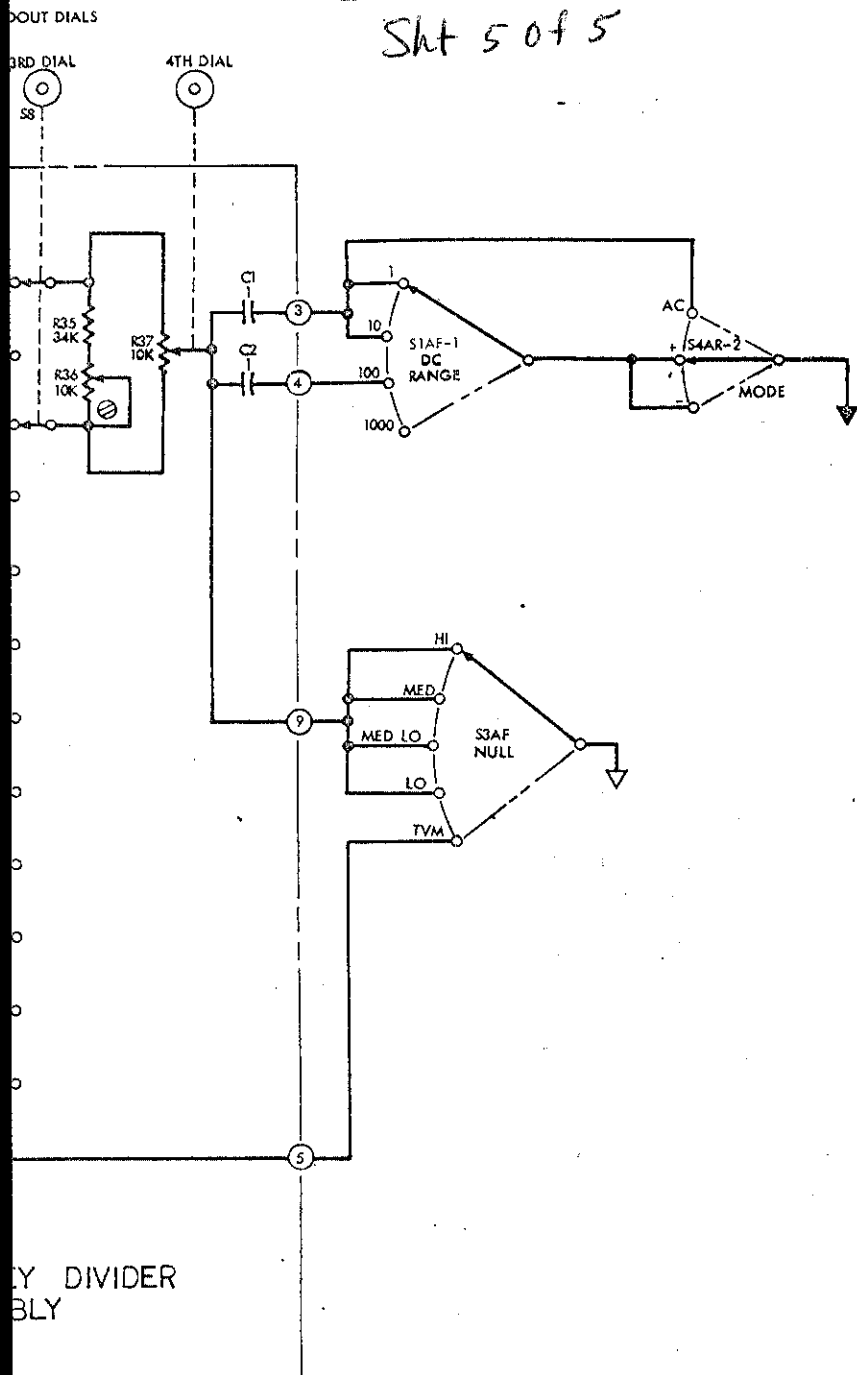 Sht 5 of 5
DOUT DIALS
3RD DIAL
4TH DIAL
S8
C1
3
1
AC
R35
34K
R37
10K
10
S1AF-1
DC
RANGE
+
S4AR-2
R36
10K
C2
4
100
-
MODE
1000
HI
MED
9
MED LO
S3AF
NULL
LO
TVM
5
EY DIVIDER
BLY